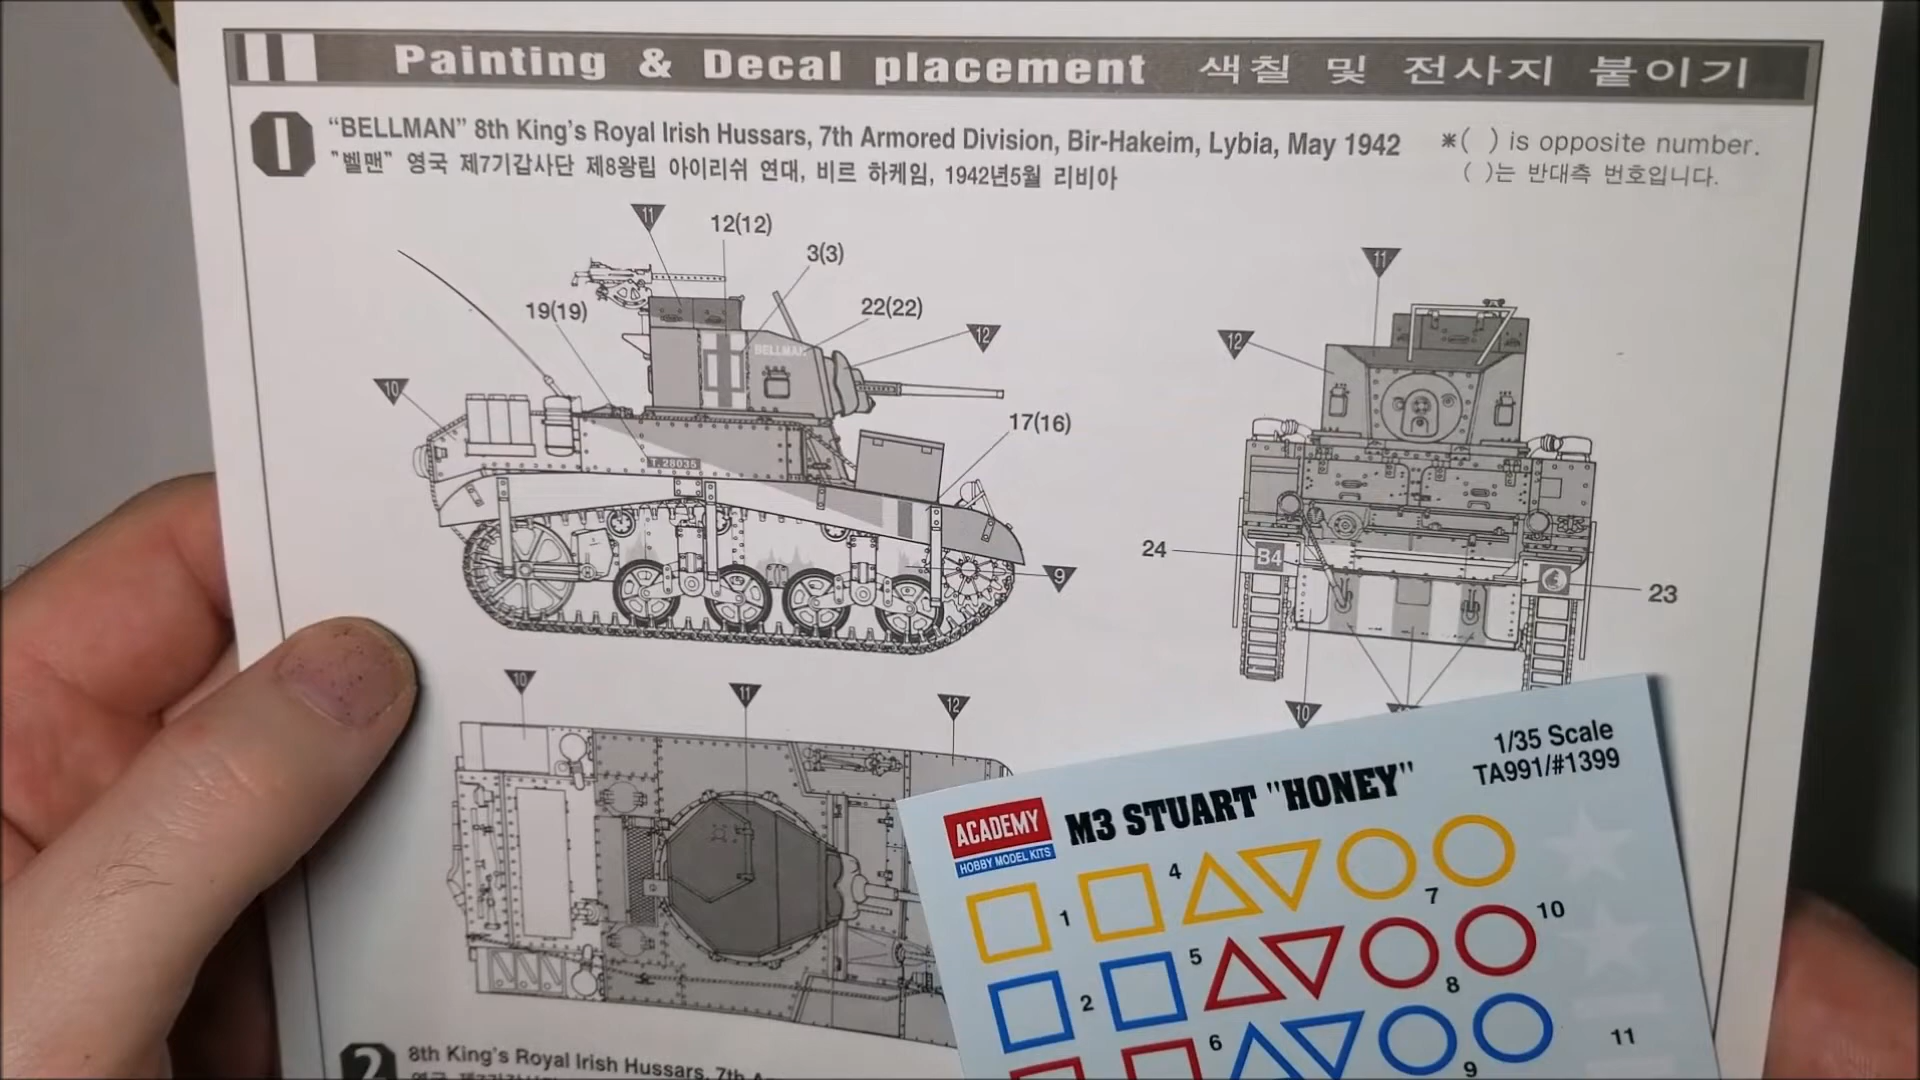 Painting & Decal placement 색칠 및 전사지 붙이기
1 "BELLMAN" 8th King's Royal Irish Hussars, 7th Armored Division, Bir-Hakeim, Lybia, May 1942
"벨맨" 영국 제7기갑사단 제8왕립 아이리쉬 연대, 비르 하케임, 1942년5월 리비아
*( ) is opposite number.
( )는 반대측 번호입니다.
11
12(12)
3(3)
19(19)
22(22)
12
10
BELLMAN
17(16)
T.28035
9
11
12
24
B4
23
10
10
11
12
1/35 Scale
TA991/#1399
ACADEMY
HOBBY MODEL KITS
M3 STUART "HONEY"
1
4
7
10
2
5
8
6
9
11
2 8th King's Royal Irish Hussars, 7th